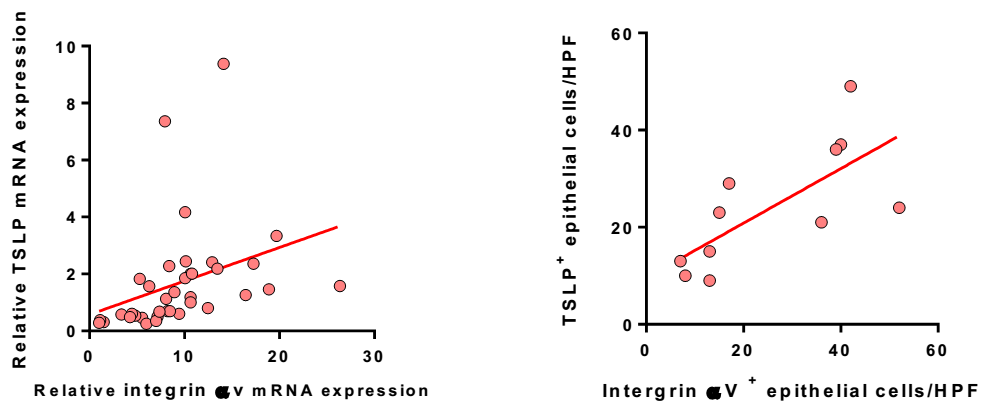 Relative TSLP mRNA expression
10
8
6
4
2
0
0 10 20 30
Relative integrin αv mRNA expression
TSLP+ epithelial cells/HPF
60
40
20
0
0 20 40 60
Intergrin αV + epithelial cells/HPF